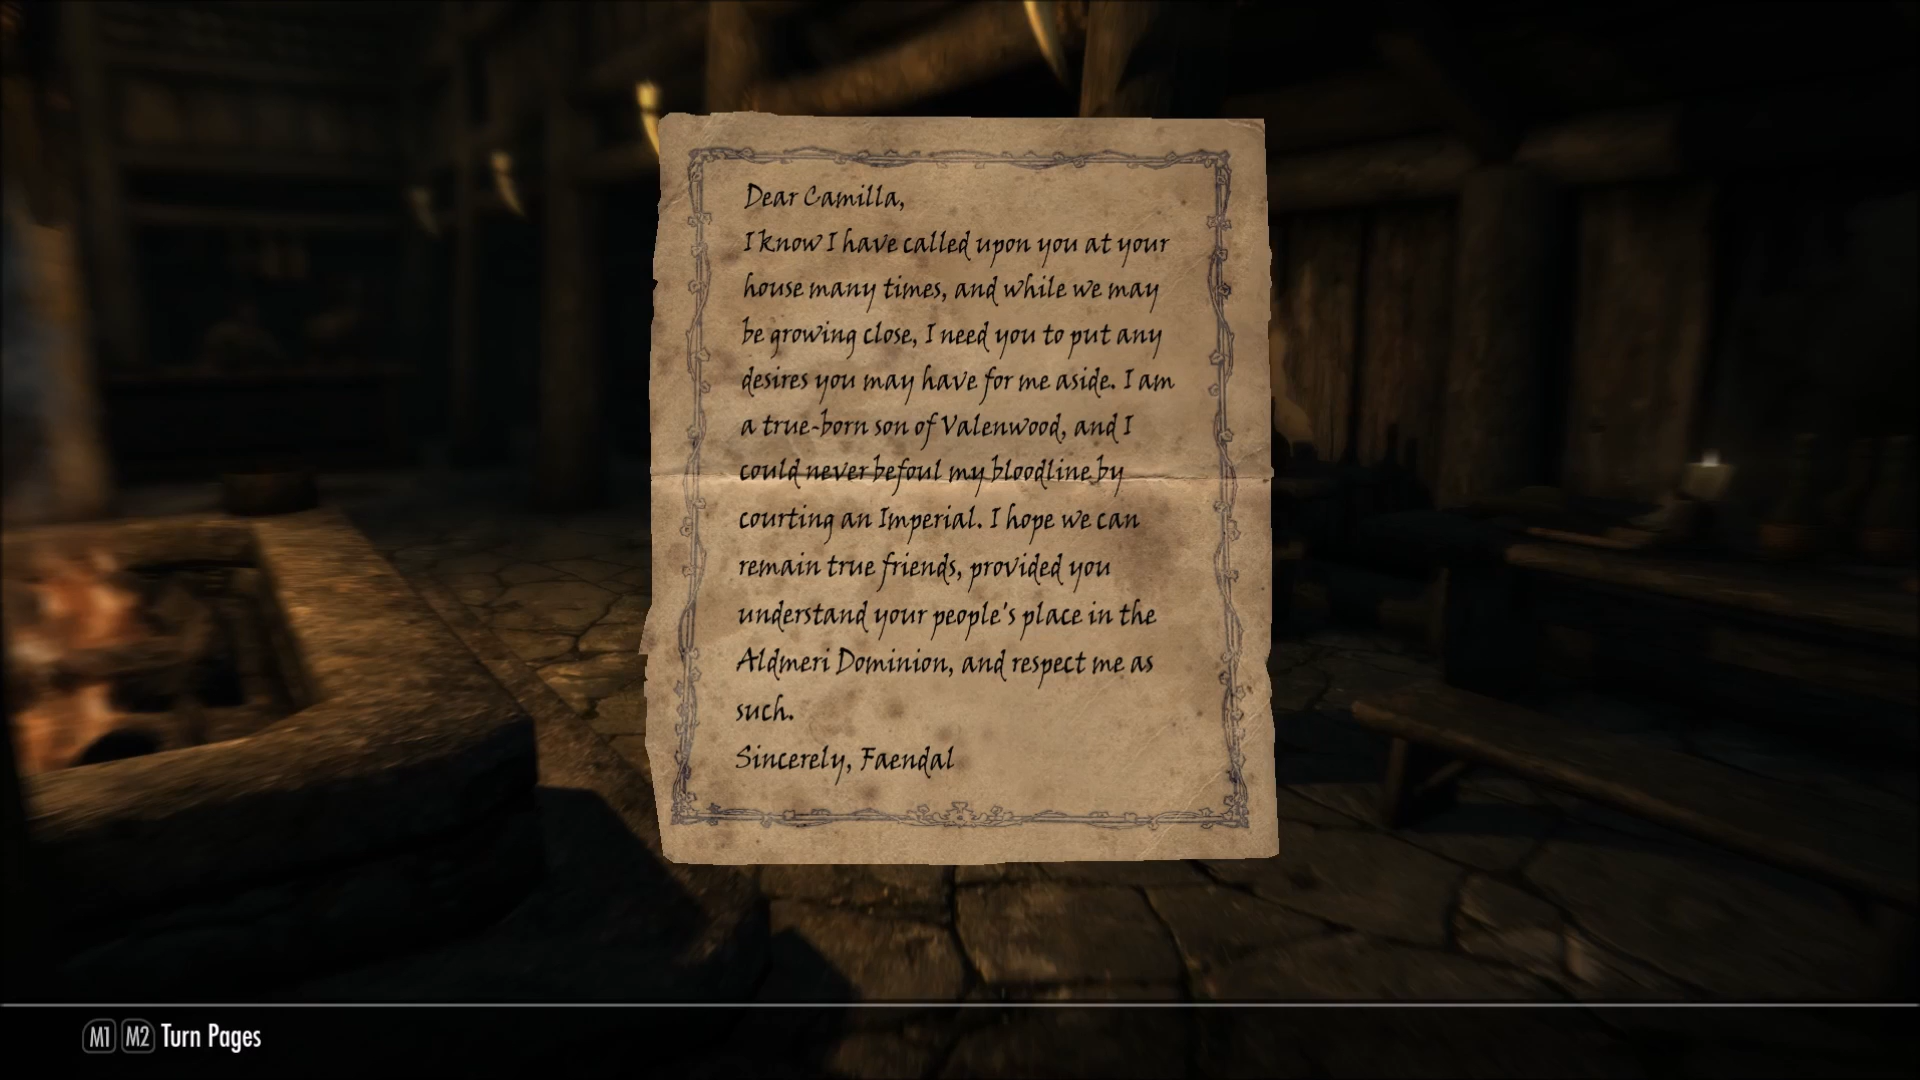 Dear Camilla,
I know I have called upon you at your
house many times, and while we may
be growing close, I need you to put any
desires you may have for me aside. I am
a true-born son of Valenwood, and I
could never befoul my bloodline by
courting an Imperial. I hope we can
remain true friends, provided you
understand your people's place in the
Aldmeri Dominion, and respect me as
such.
Sincerely, Faendal
M1 M2 Turn Pages